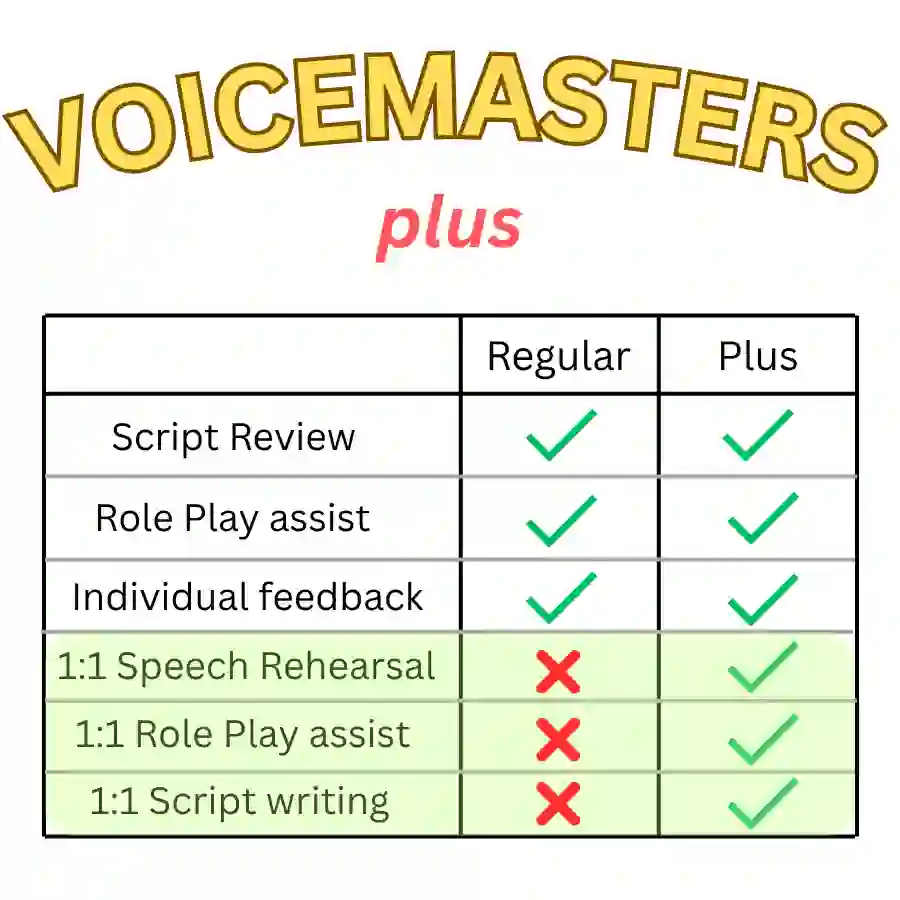 VOICEMASTERS
plus
Regular Plus
Script Review
Role Play assist
Individual feedback
1:1 Speech Rehearsal
1:1 Role Play assist
1:1 Script writing